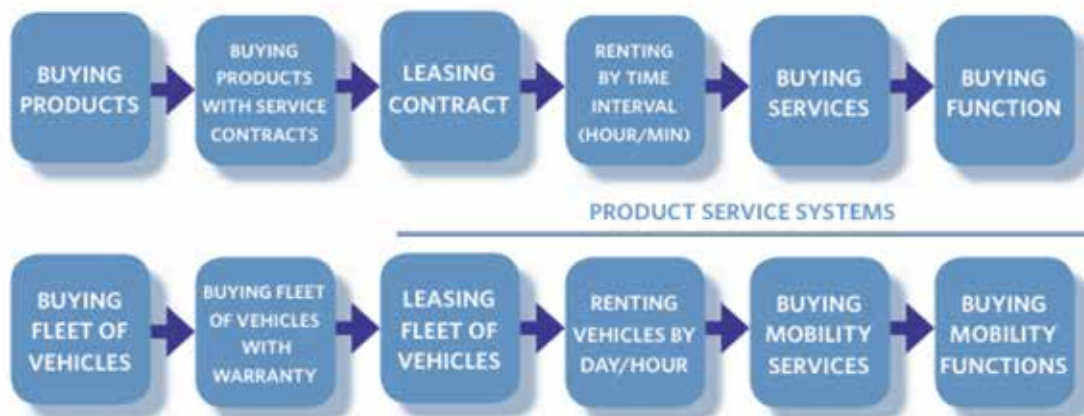 BUYING
PRODUCTS
BUYING
PRODUCTS
WITH SERVICE
CONTRACTS
LEASING
CONTRACT
RENTING
BY TIME
INTERVAL
(HOUR/MIN)
BUYING
SERVICES
BUYING
FUNCTION
PRODUCT SERVICE SYSTEMS
BUYING
FLEET OF
VEHICLES
BUYING FLEET
OF VEHICLES
WITH
WARRANTY
LEASING
FLEET OF
VEHICLES
RENTING
VEHICLES BY
DAY/HOUR
BUYING
MOBILITY
SERVICES
BUYING
MOBILITY
FUNCTIONS